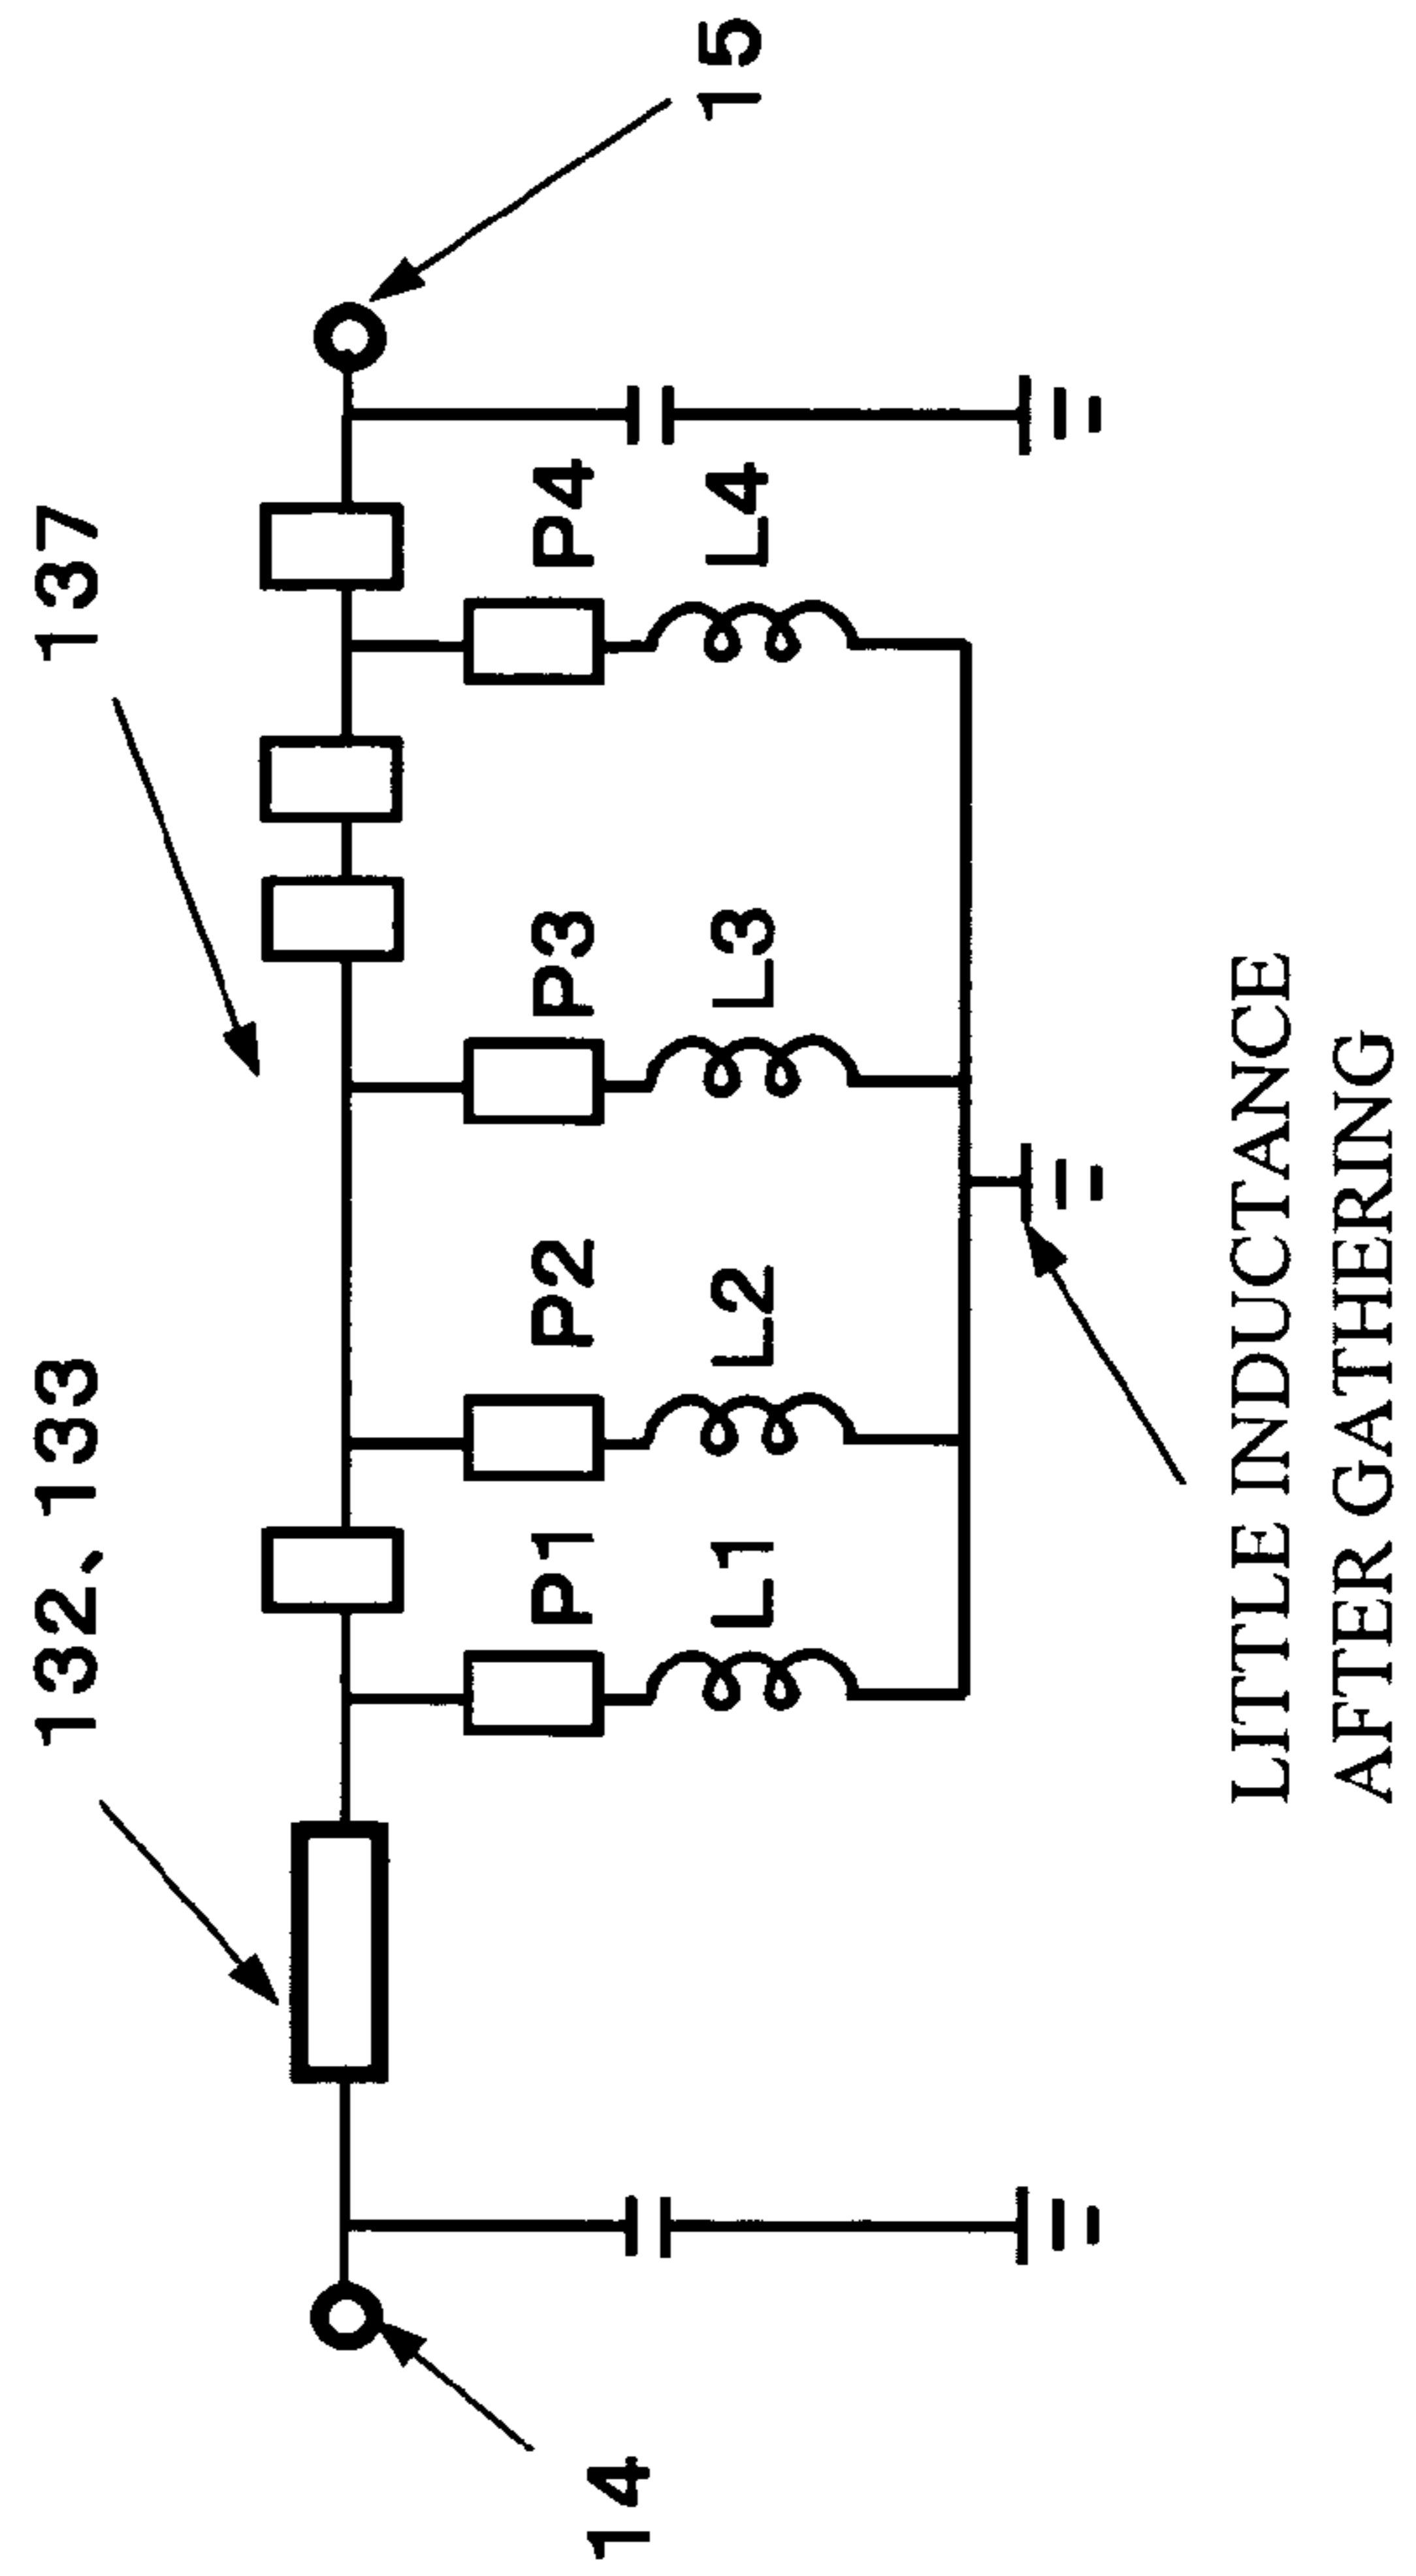 132、133
137
15
P1
P2
P3
P4
L1
L2
L3
L4
14
LITTLE INDUCTANCE
AFTER GATHERING